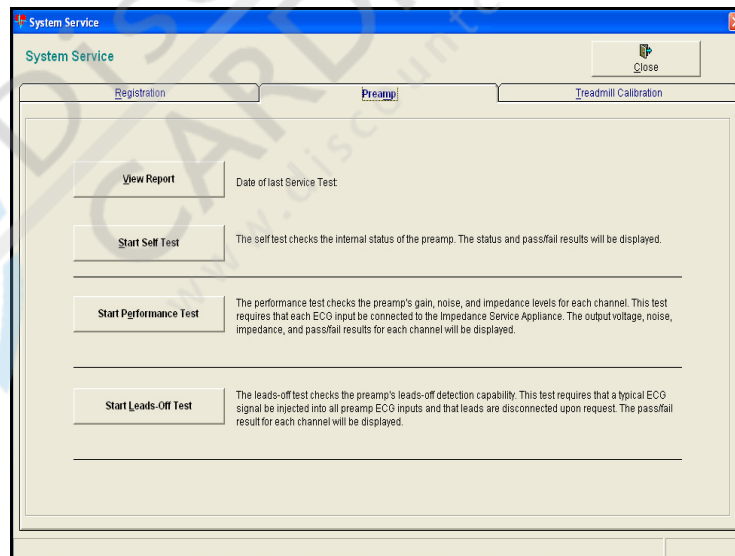 System Service
System Service
Close
Registration
Preamp
Treadmill Calibration
View Report
Date of last Service Test:
Start Self Test
The self test checks the internal status of the preamp. The status and pass/fail results will be displayed.
Start Performance Test
The performance test checks the preamp's gain, noise, and impedance levels for each channel. This test
requires that each ECG input be connected to the Impedance Service Appliance. The output voltage, noise,
impedance, and pass/fail results for each channel will be displayed.
Start Leads-Off Test
The leads-off test checks the preamp's leads-off detection capability. This test requires that a typical ECG
signal be injected into all preamp ECG inputs and that leads are disconnected upon request. The pass/fail
result for each channel will be displayed.